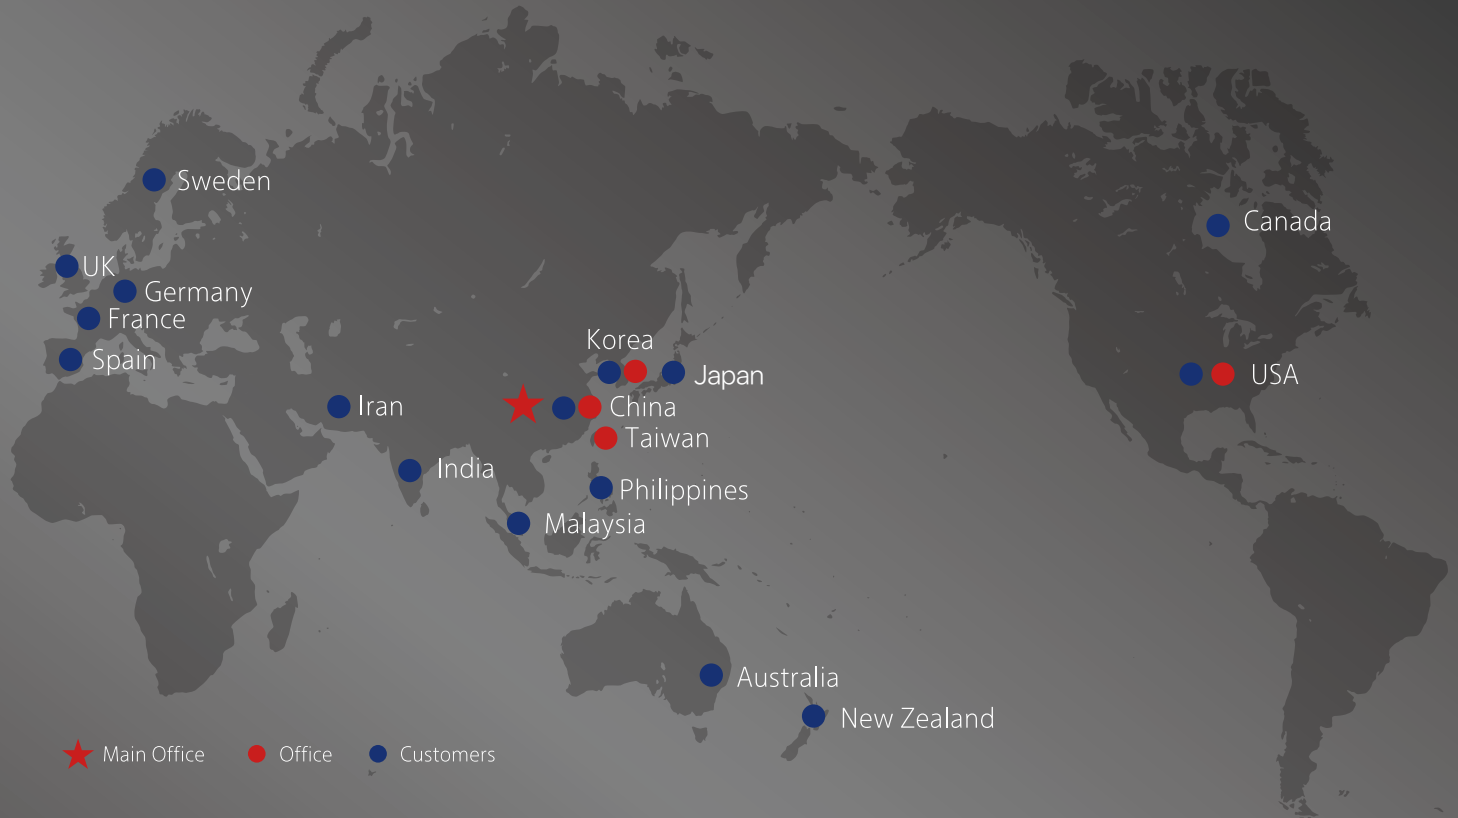 Sweden
Canada
UK
Germany
France
Korea
Spain
Japan
USA
Iran
China
Taiwan
India
Philippines
Malaysia
Australia
New Zealand
Main Office
Office
Customers